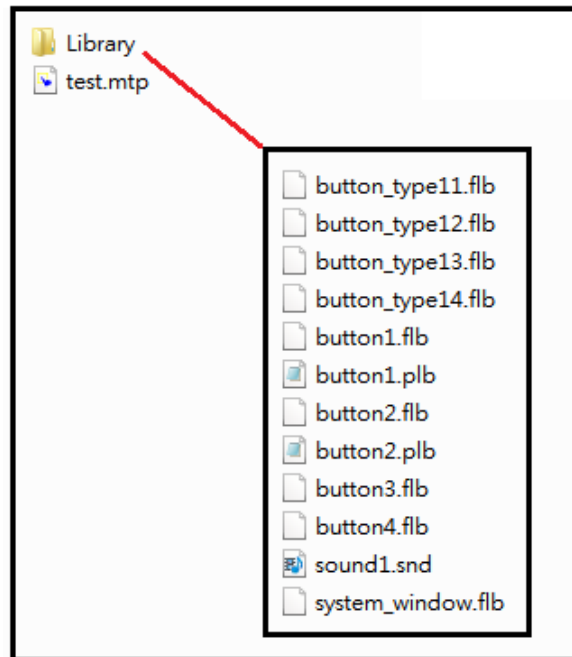 Library
test.mtp
button_type11.flb
button_type12.flb
button_type13.flb
button_type14.flb
button1.flb
button1.plb
button2.flb
button2.plb
button3.flb
button4.flb
sound1.snd
system_window.flb